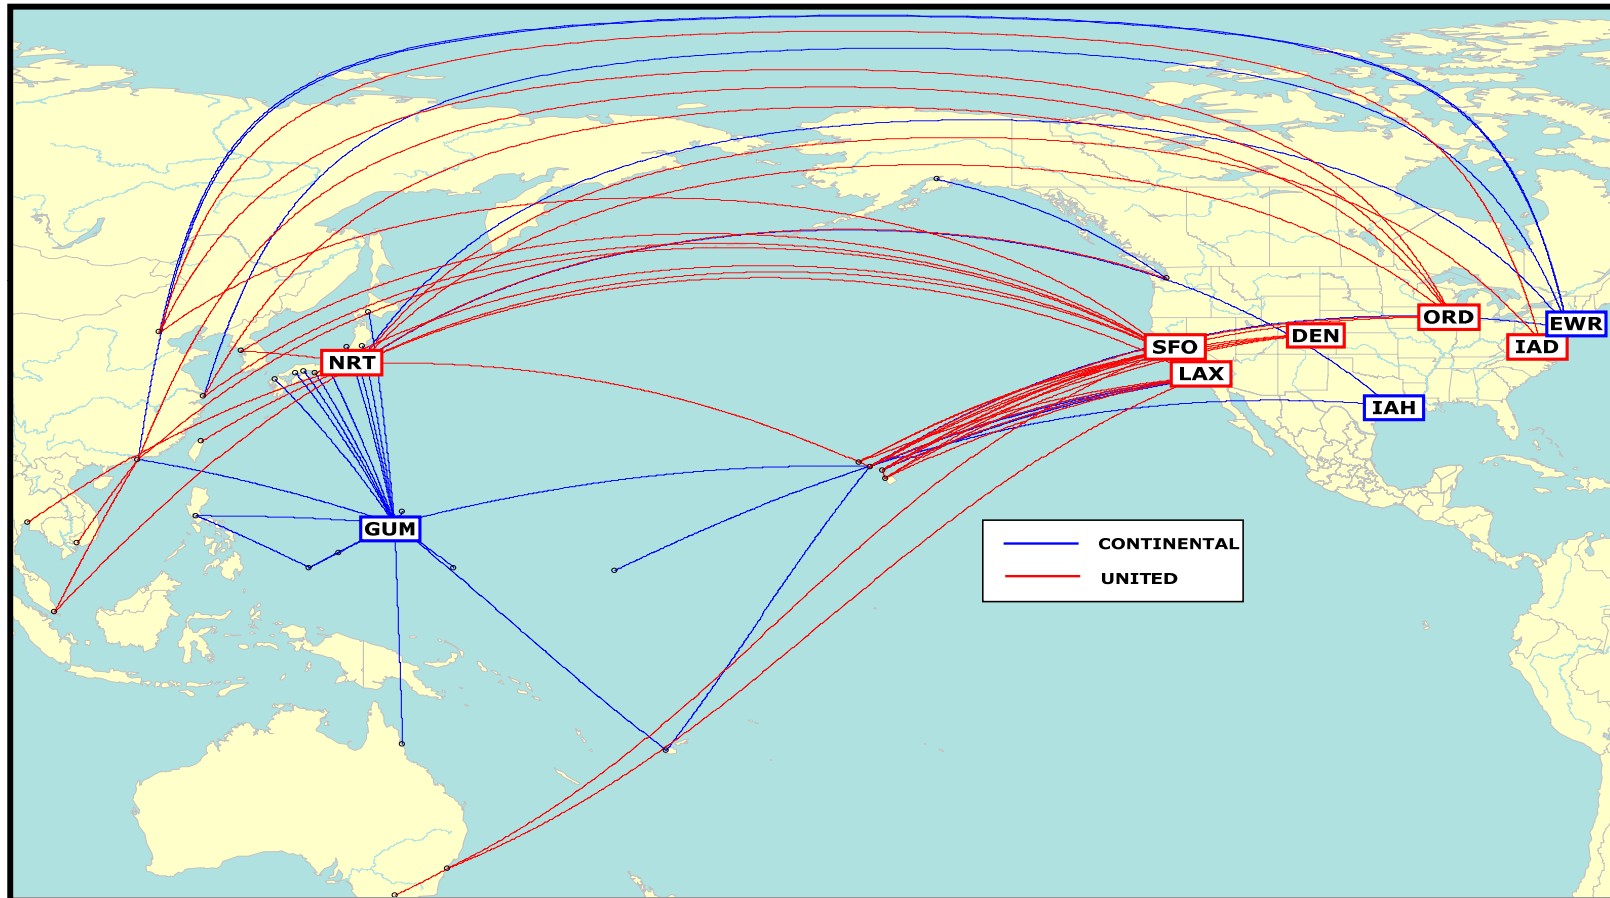 ORD
EWR
DEN
SFO
IAD
NRT
LAX
IAH
GUM
CONTINENTAL
UNITED